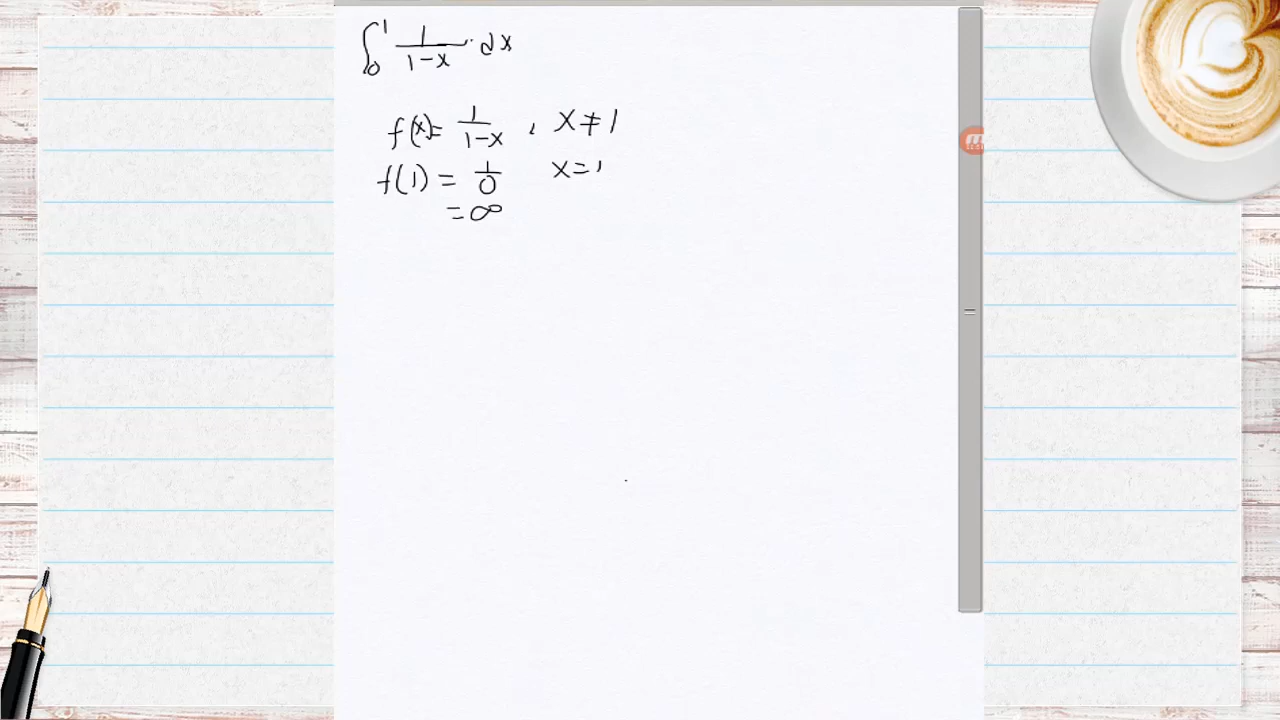 ∫₀¹ 1/(1-x) · dx
f(x) = 1/(1-x) , x ≠ 1
f(1) = 1/0 x = 1
= ∞